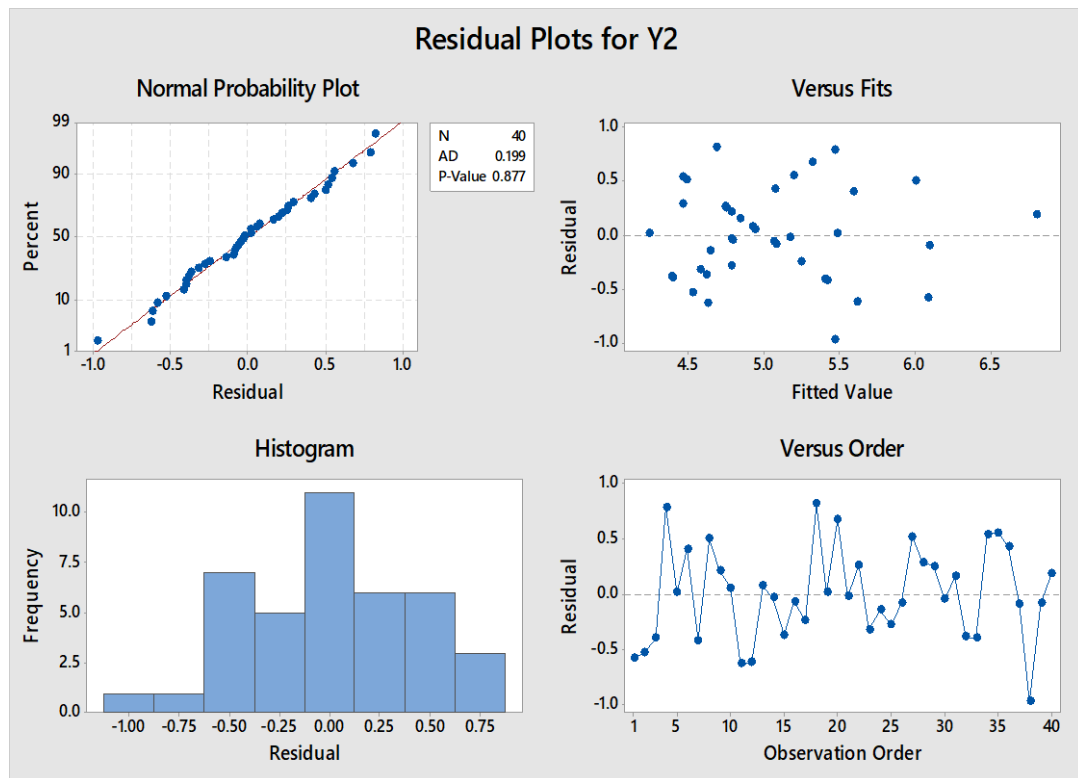 Residual Plots for Y2
Normal Probability Plot
99
90
50
10
1
Percent
-1.0 -0.5 0.0 0.5 1.0
Residual
N 40
AD 0.199
P-Value 0.877
Versus Fits
1.0
0.5
0.0
-0.5
-1.0
Residual
4.5 5.0 5.5 6.0 6.5
Fitted Value
Histogram
10.0
7.5
5.0
2.5
0.0
Frequency
-1.00 -0.75 -0.50 -0.25 0.00 0.25 0.50 0.75
Residual
Versus Order
1.0
0.5
0.0
-0.5
-1.0
Residual
1 5 10 15 20 25 30 35 40
Observation Order